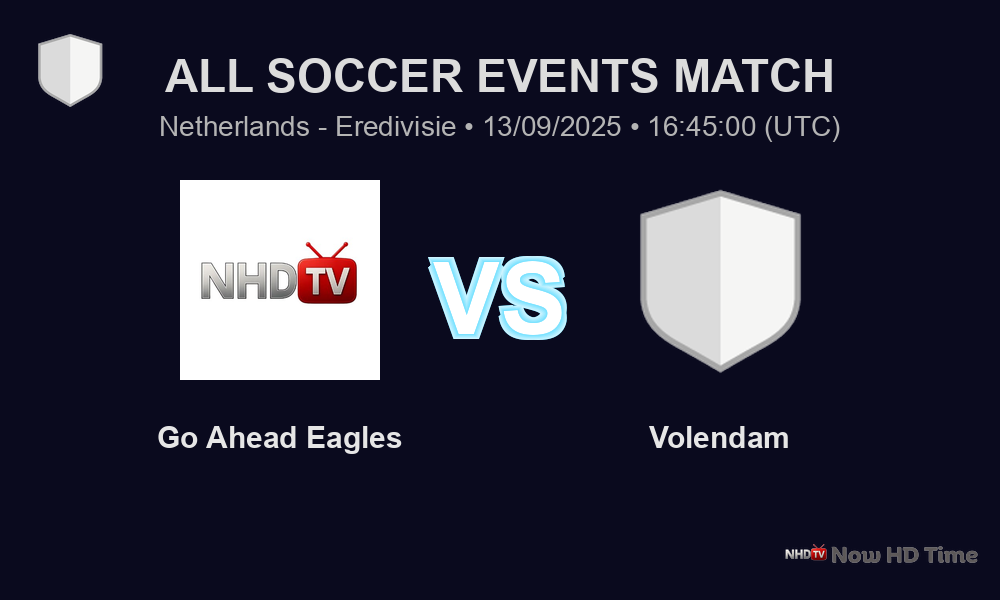 ALL SOCCER EVENTS MATCH
Netherlands - Eredivisie • 13/09/2025 • 16:45:00 (UTC)
NHD TV
VS
Go Ahead Eagles
Volendam
NHD TV Now HD Time